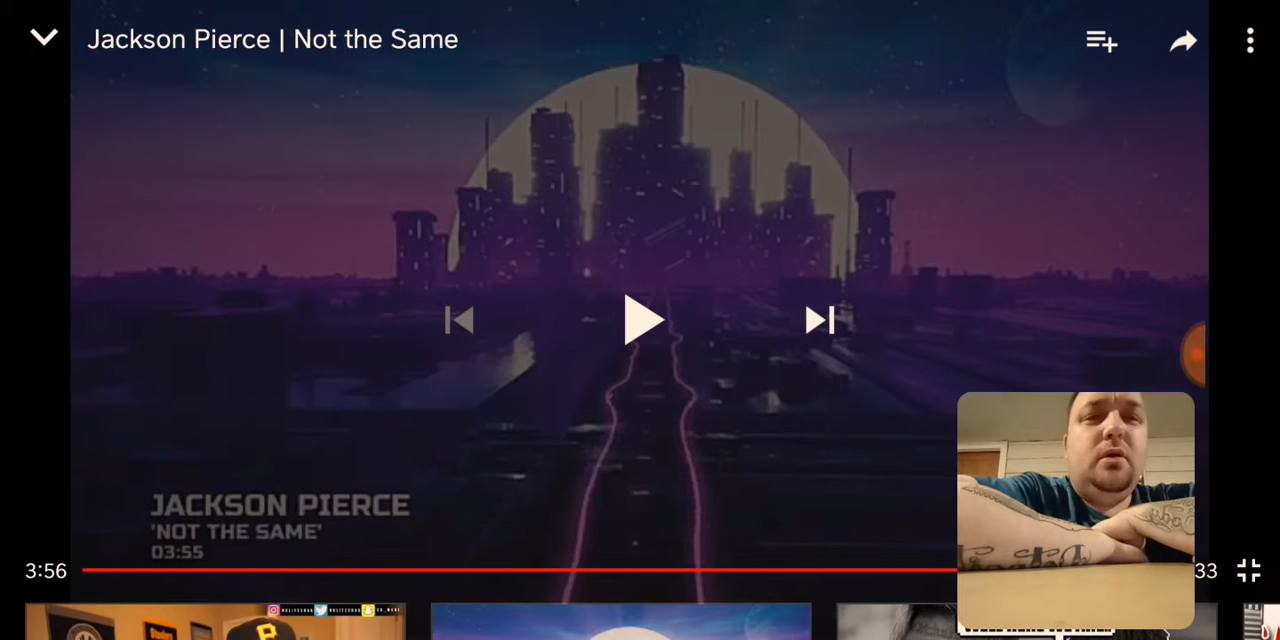 Jackson Pierce | Not the Same
JACKSON PIERCE
'NOT THE SAME'
03:55
3:56
33